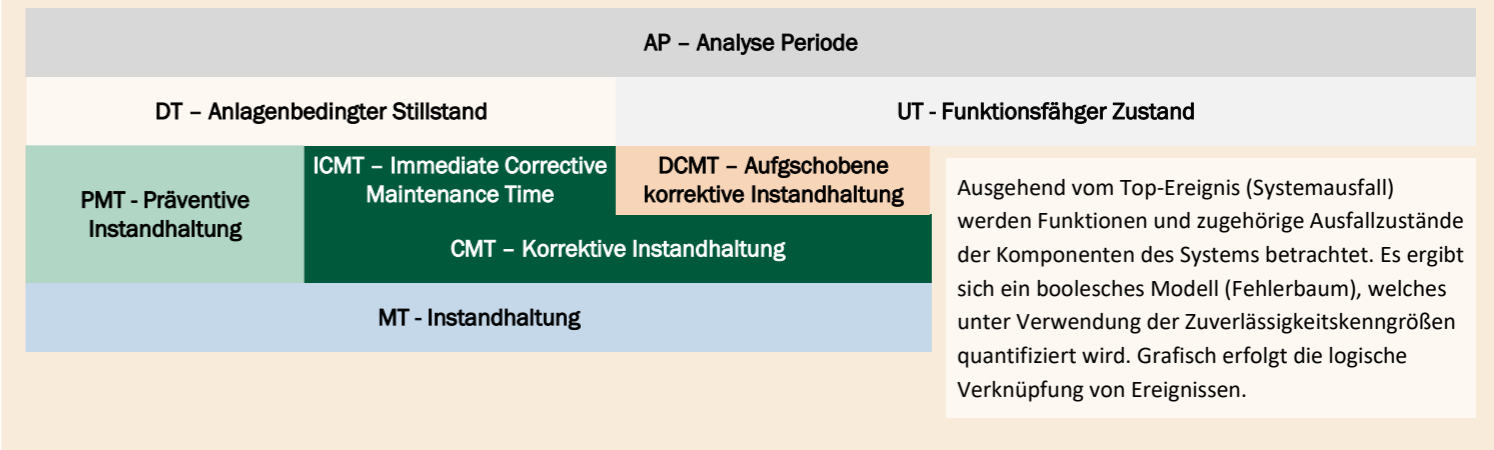 AP – Analyse Periode
DT – Anlagenbedingter Stillstand
UT - Funktionsfähger Zustand
PMT - Präventive
Instandhaltung
ICMT – Immediate Corrective
Maintenance Time
DCMT – Aufgschobene
korrektive Instandhaltung
CMT – Korrektive Instandhaltung
MT - Instandhaltung
Ausgehend vom Top-Ereignis (Systemausfall)
werden Funktionen und zugehörige Ausfallzustände
der Komponenten des Systems betrachtet. Es ergibt
sich ein boolesches Modell (Fehlerbaum), welches
unter Verwendung der Zuverlässigkeitskenngrößen
quantifiziert wird. Grafisch erfolgt die logische
Verknüpfung von Ereignissen.